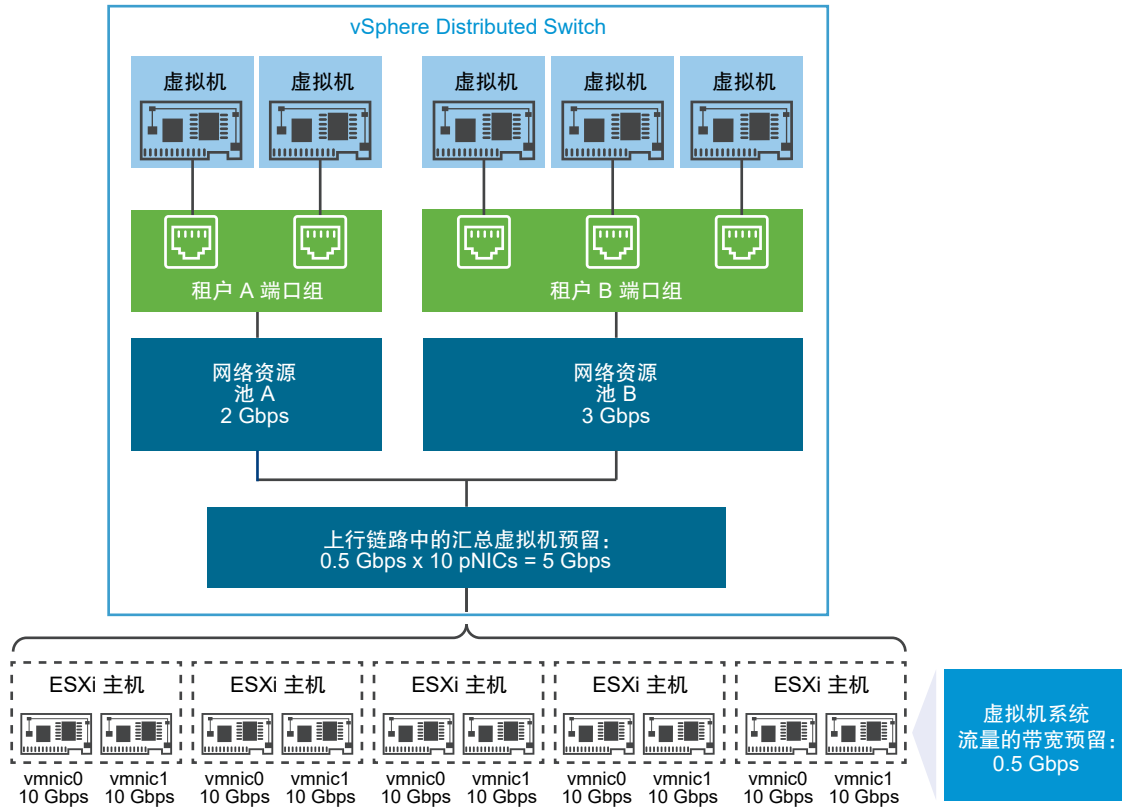 vSphere Distributed Switch
虚拟机
虚拟机
虚拟机
虚拟机
虚拟机
租户 A 端口组
租户 B 端口组
网络资源
池 A
2 Gbps
网络资源
池 B
3 Gbps
上行链路中的汇总虚拟机预留：
0.5 Gbps x 10 pNICs = 5 Gbps
ESXi 主机
ESXi 主机
ESXi 主机
ESXi 主机
ESXi 主机
vmnic0
10 Gbps
vmnic1
10 Gbps
vmnic0
10 Gbps
vmnic1
10 Gbps
vmnic0
10 Gbps
vmnic1
10 Gbps
vmnic0
10 Gbps
vmnic1
10 Gbps
vmnic0
10 Gbps
vmnic1
10 Gbps
虚拟机系统
流量的带宽预留：
0.5 Gbps